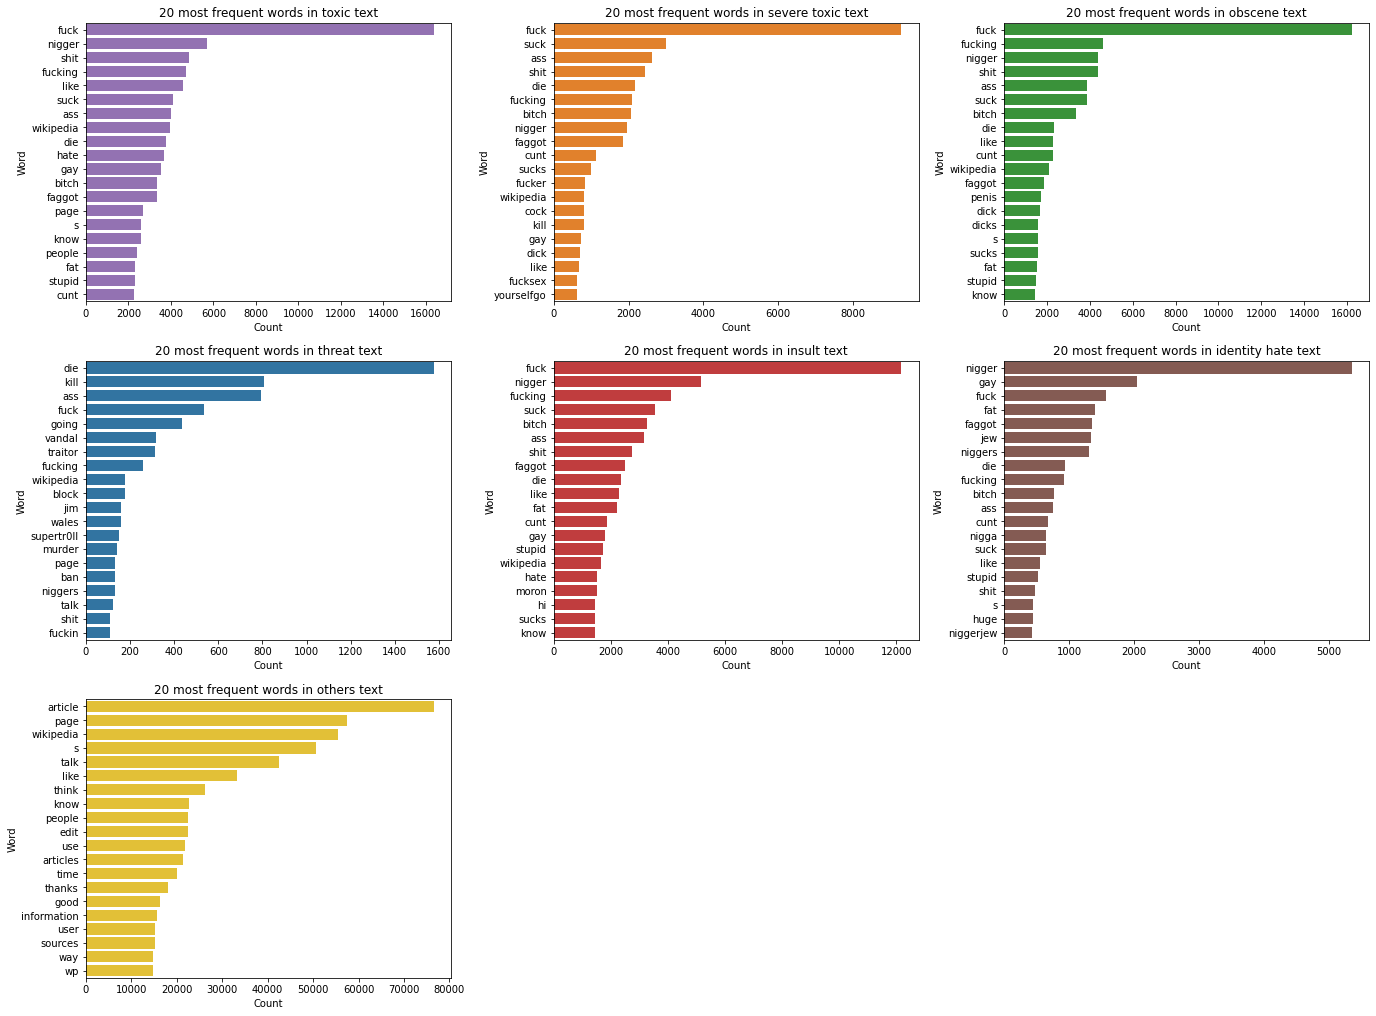 20 most frequent words in toxic text
Word
fuck
nigger
shit
fucking
like
suck
ass
wikipedia
die
hate
gay
bitch
faggot
page
s
know
people
fat
stupid
cunt
0 2000 4000 6000 8000 10000 12000 14000 16000
Count
20 most frequent words in severe toxic text
Word
fuck
suck
ass
shit
die
fucking
bitch
nigger
faggot
cunt
sucks
fucker
wikipedia
cock
kill
gay
dick
like
fucksex
yourselfgo
0 2000 4000 6000 8000
Count
20 most frequent words in obscene text
Word
fuck
fucking
nigger
shit
ass
suck
bitch
die
like
cunt
wikipedia
faggot
penis
dick
dicks
s
sucks
fat
stupid
know
0 2000 4000 6000 8000 10000 12000 14000 16000
Count
20 most frequent words in threat text
Word
die
kill
ass
fuck
going
vandal
traitor
fucking
wikipedia
block
jim
wales
supertr0ll
murder
page
ban
niggers
talk
shit
fuckin
0 200 400 600 800 1000 1200 1400 1600
Count
20 most frequent words in insult text
Word
fuck
nigger
fucking
suck
bitch
ass
shit
faggot
die
like
fat
cunt
gay
stupid
wikipedia
hate
moron
hi
sucks
know
0 2000 4000 6000 8000 10000 12000
Count
20 most frequent words in identity hate text
Word
nigger
gay
fuck
fat
faggot
jew
niggers
die
fucking
bitch
ass
cunt
nigga
suck
like
stupid
shit
s
huge
niggerjew
0 1000 2000 3000 4000 5000
Count
20 most frequent words in others text
Word
article
page
wikipedia
s
talk
like
think
know
people
edit
use
articles
time
thanks
good
information
user
sources
way
wp
0 10000 20000 30000 40000 50000 60000 70000 80000
Count